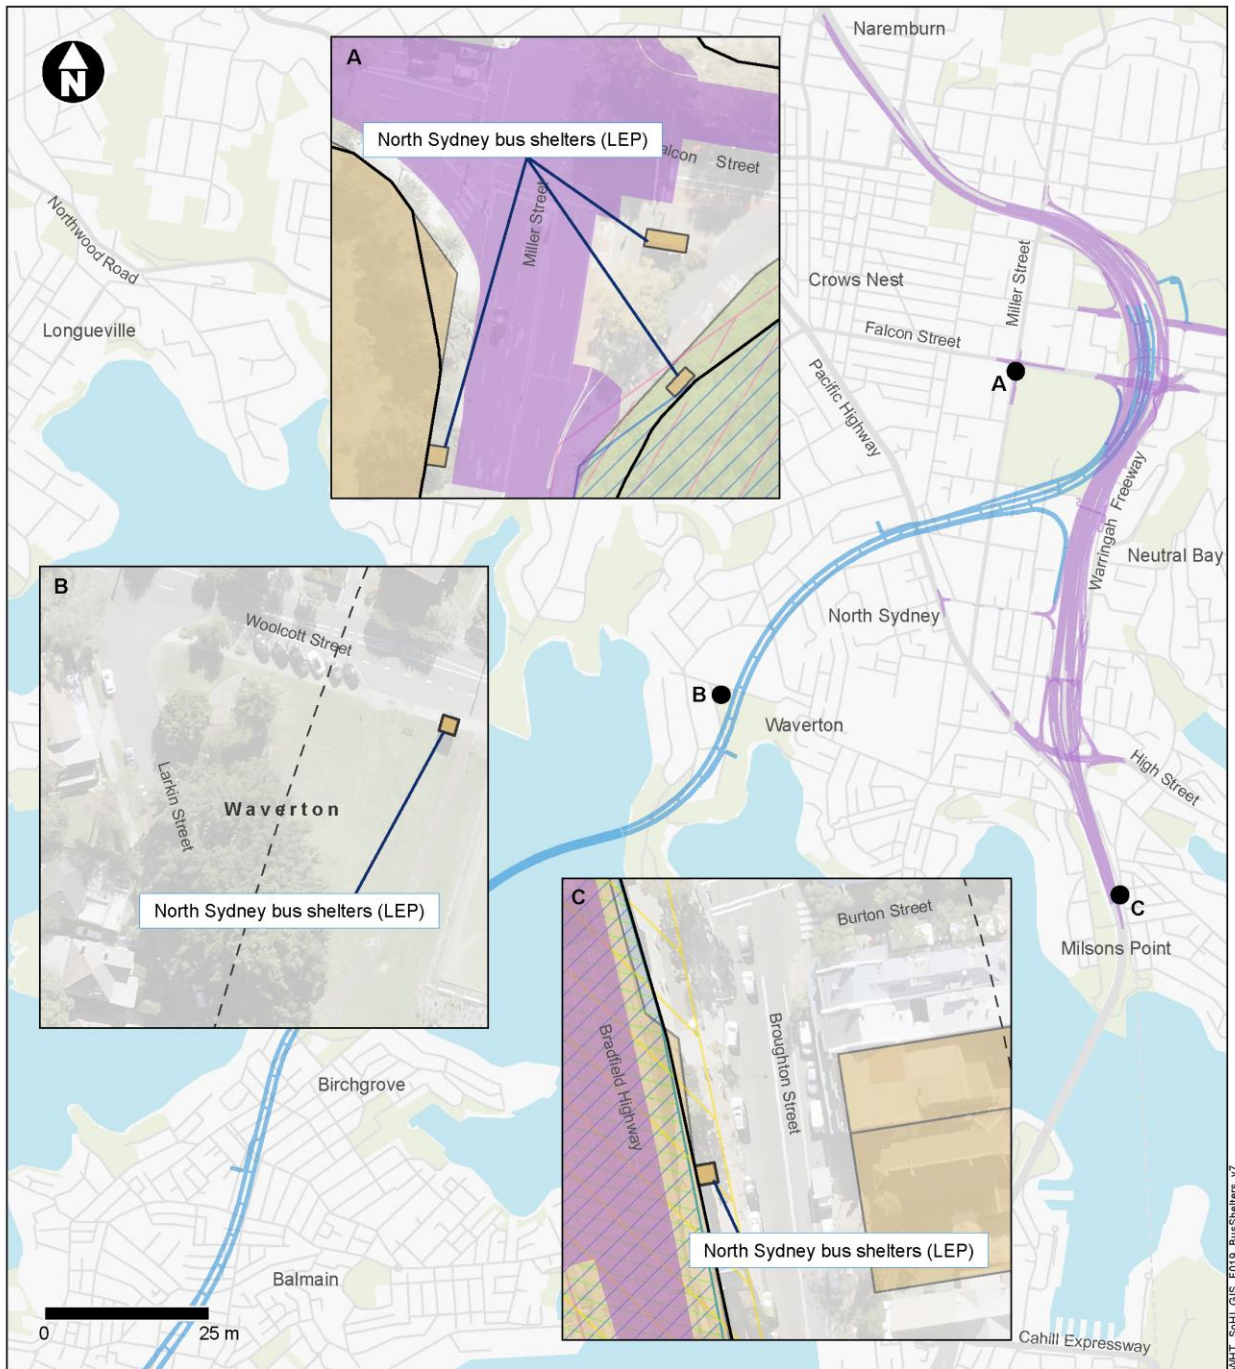 N
Naremburn
A
North Sydney bus shelters (LEP)
alcon Street
Miller Street
Northwood Road
Longueville
Crows Nest
Miller Street
Falcon Street
A
Pacific Highway
Warringah Freeway
Neutral Bay
North Sydney
B
Woolcott Street
Larkin Street
Waverton
North Sydney bus shelters (LEP)
B
Waverton
High Street
C
Milsons Point
C
Burton Street
Broughton Street
Bradfield Highway
North Sydney bus shelters (LEP)
Birchgrove
Balmain
0 25 m
Cahill Expressway
WHT_SoHI_GIS_F019_BusShelters_v7